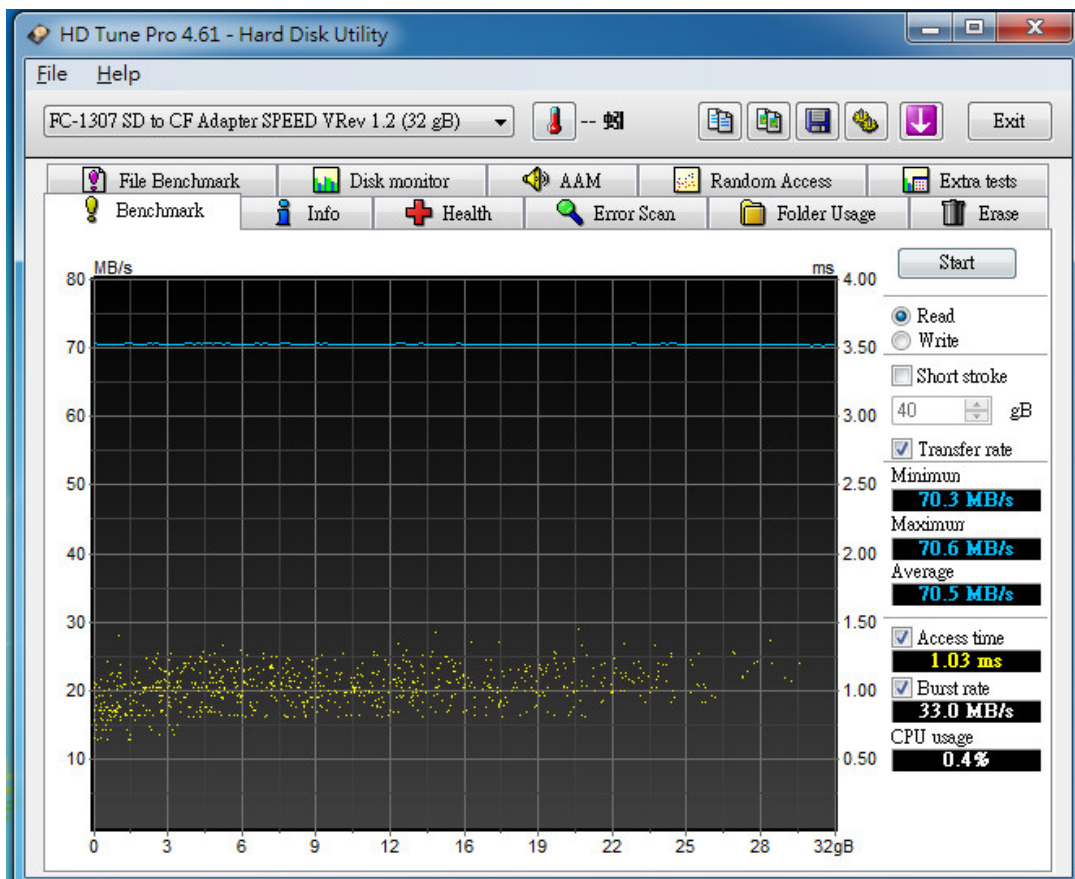 HD Tune Pro 4.61 - Hard Disk Utility
File Help
FC-1307 SD to CF Adapter SPEED VRev 1.2 (32 gB) -- 蚓 Exit
File Benchmark Disk monitor AAM Random Access Extra tests
Benchmark Info Health Error Scan Folder Usage Erase
Start
Read
Write
Short stroke
40 gB
Transfer rate
Minimun
70.3 MB/s
Maximum
70.6 MB/s
Average
70.5 MB/s
Access time
1.03 ms
Burst rate
33.0 MB/s
CPU usage
0.4%
MB/s ms
80 4.00
70 3.50
60 3.00
50 2.50
40 2.00
30 1.50
20 1.00
10 0.50
0 3 6 9 12 16 19 22 25 28 32gB